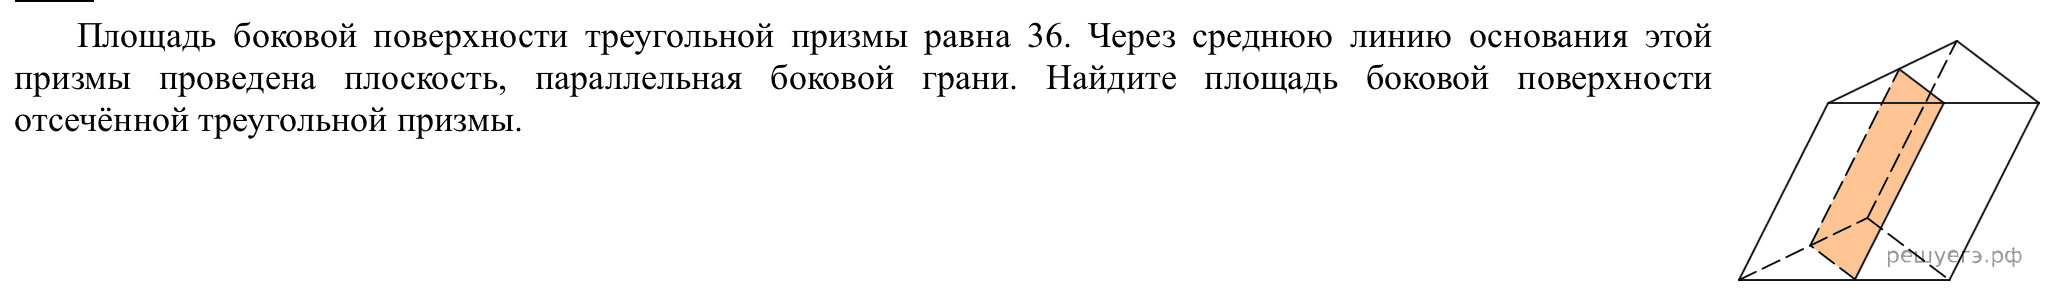 Площадь боковой поверхности треугольной призмы равна 36. Через среднюю линию основания этой
призмы проведена плоскость, параллельная боковой грани. Найдите площадь боковой поверхности
отсечённой треугольной призмы.
решуегэ.рф